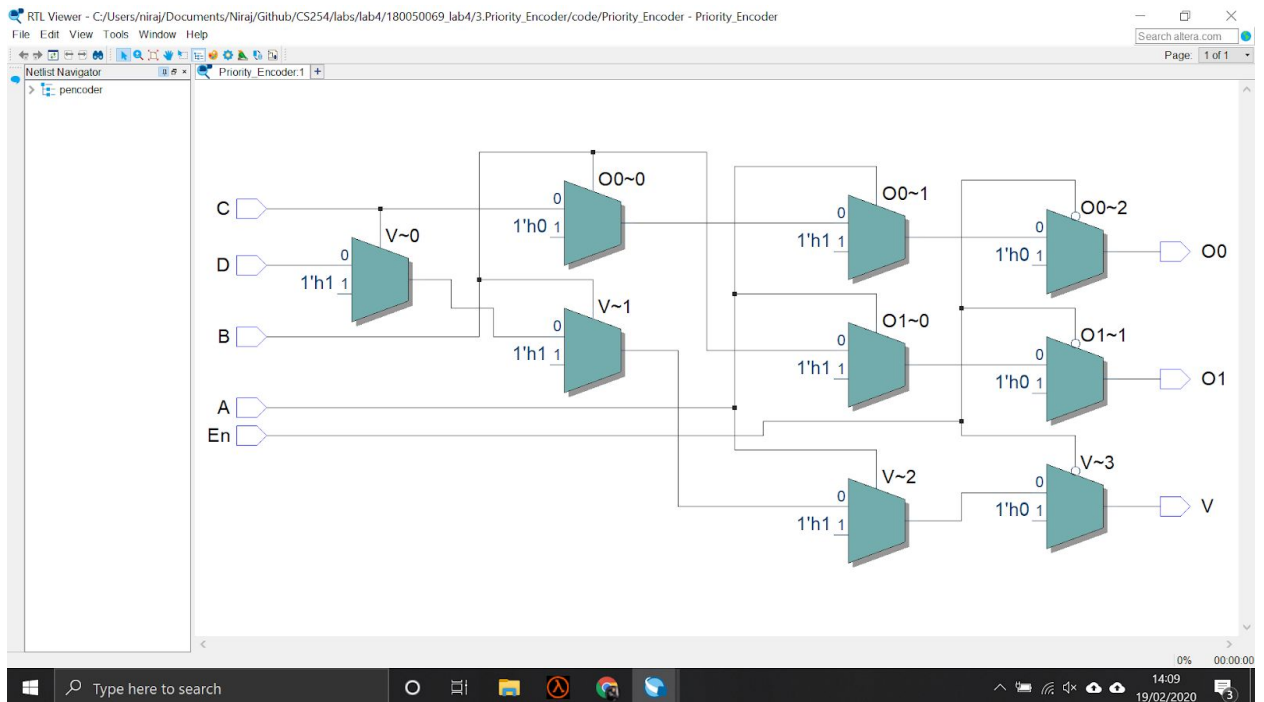 RTL Viewer - C:/Users/niraj/Documents/Niraj/Github/CS254/labs/lab4/180050069_lab4/3.Priority_Encoder/code/Priority_Encoder - Priority_Encoder
File Edit View Tools Window Help
Search altera.com
Page: 1 of 1
Netlist Navigator
Priority_Encoder:1
pencoder
O0~0
O0~1
O0~2
C
0
1'h0 1
V~0
0
1'h1 1
0
1'h0 1
O0
D
0
1'h1 1
V~1
O1~0
O1~1
B
0
1'h1 1
0
1'h1 1
0
1'h0 1
O1
A
En
V~2
V~3
0
1'h1 1
0
1'h0 1
V
0% 00:00:00
Type here to search
14:09
19/02/2020
3